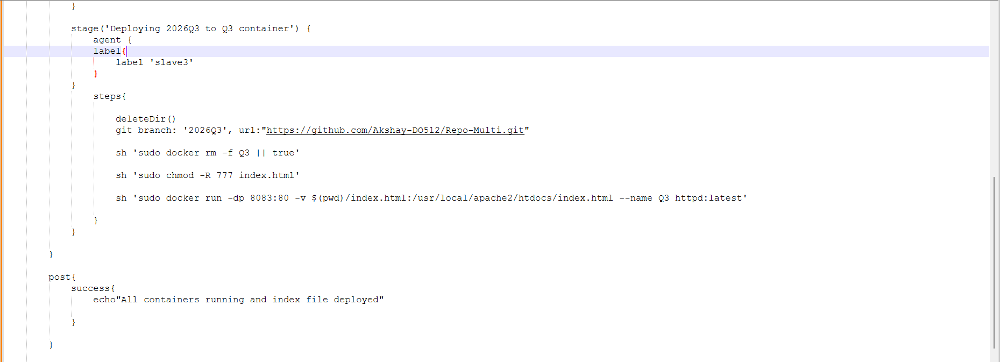 }
stage('Deploying 2026Q3 to Q3 container') {
agent {
label{
label 'slave3'
}
}
steps{
deleteDir()
git branch: '2026Q3', url:"https://github.com/Akshay-DO512/Repo-Multi.git"
sh 'sudo docker rm -f Q3 || true'
sh 'sudo chmod -R 777 index.html'
sh 'sudo docker run -dp 8083:80 -v $(pwd)/index.html:/usr/local/apache2/htdocs/index.html --name Q3 httpd:latest'
}
}
}
post{
success{
echo"All containers running and index file deployed"
}
}